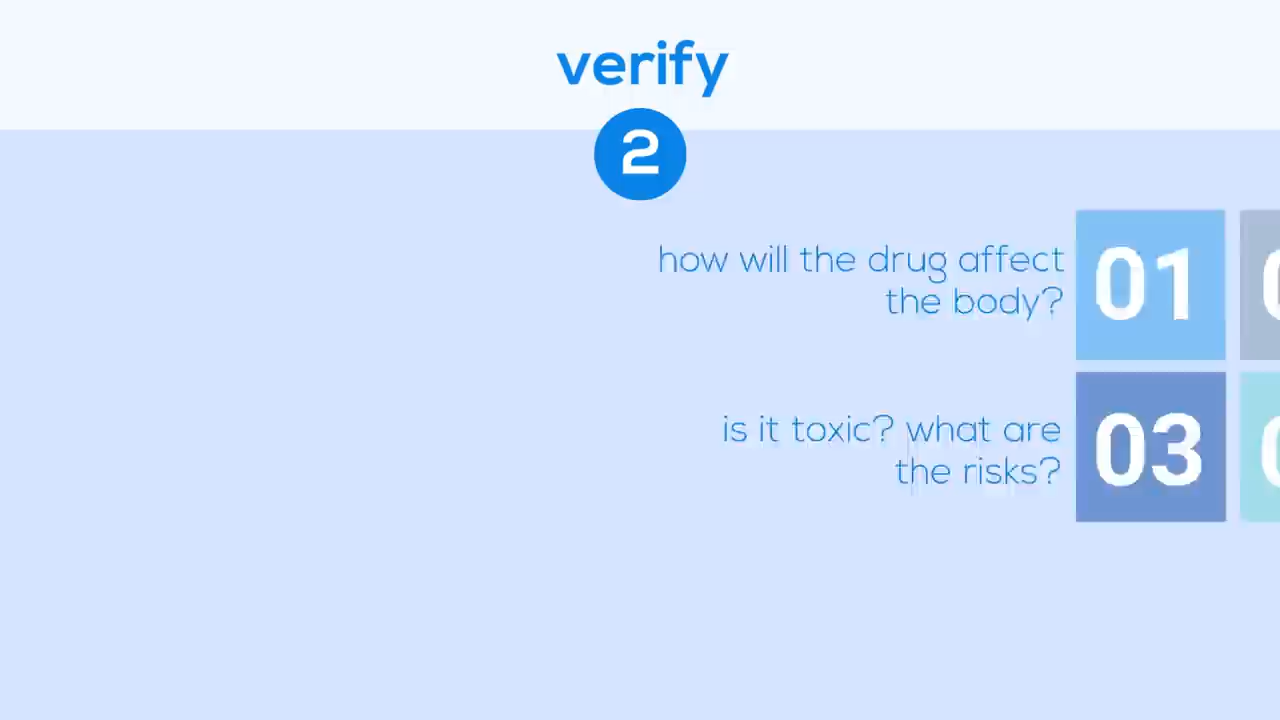 verify
2
how will the drug affect
the body?
01
is it toxic? what are
the risks?
03